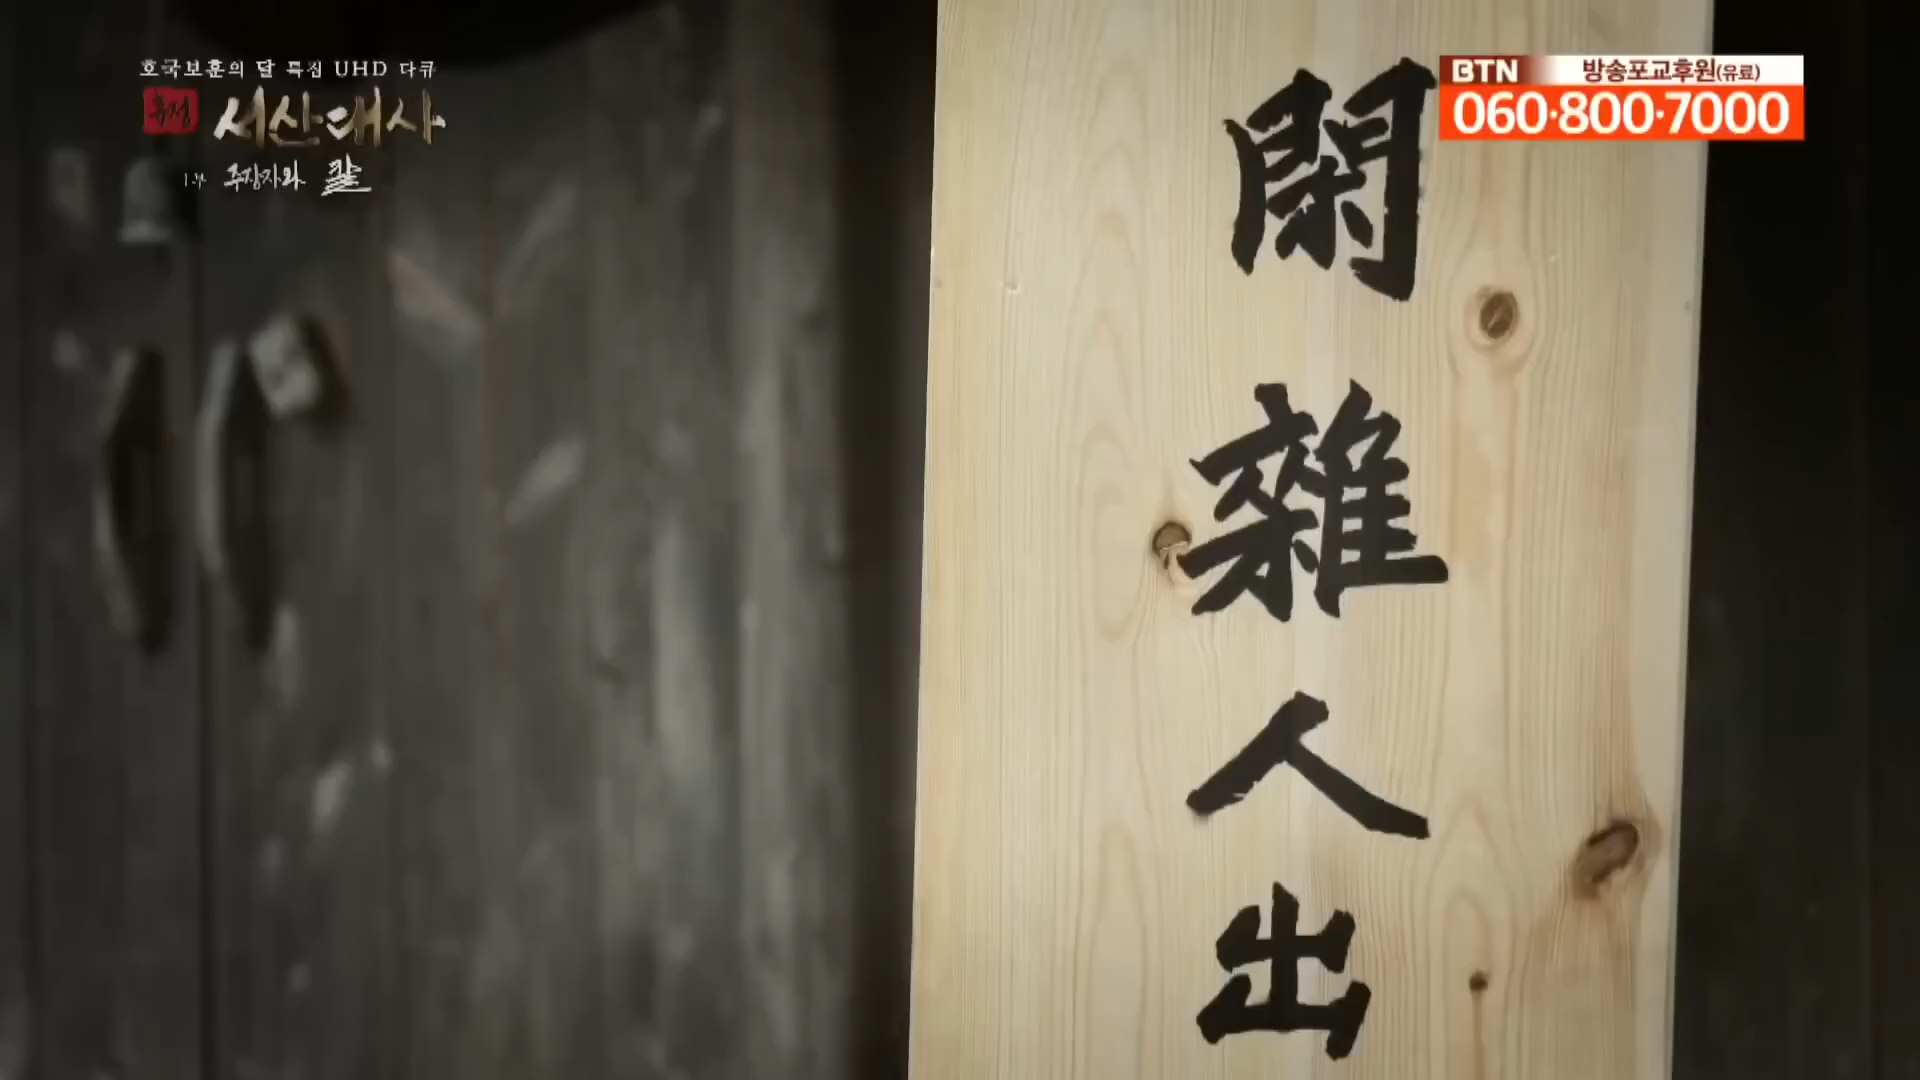 호국보훈의 달 특집 UHD 다큐
휴정 서산대사
1부 주장자와 칼
BTN 방송포교후원(유료)
060·800·7000
閑
雜
人
出